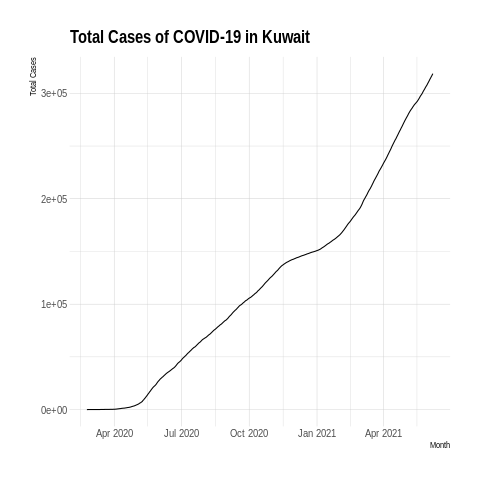 Total Cases of COVID-19 in Kuwait
Total Cases
3e+05
2e+05
1e+05
0e+00
Apr 2020 Jul 2020 Oct 2020 Jan 2021 Apr 2021
Month